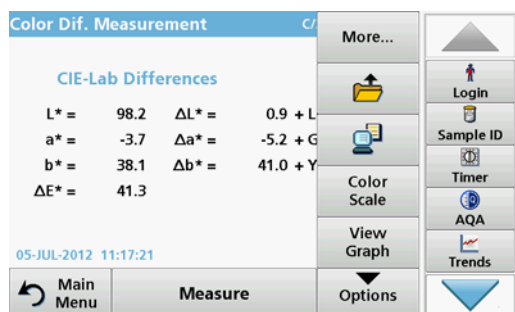 Color Dif. Measurement C/
CIE-Lab Differences
L* = 98.2 ΔL* = 0.9 + L
a* = -3.7 Δa* = -5.2 + G
b* = 38.1 Δb* = 41.0 + Y
ΔE* = 41.3
05-JUL-2012 11:17:21
Main Menu
Measure
Options
More...
Color
Scale
View
Graph
Login
Sample ID
Timer
AQA
Trends